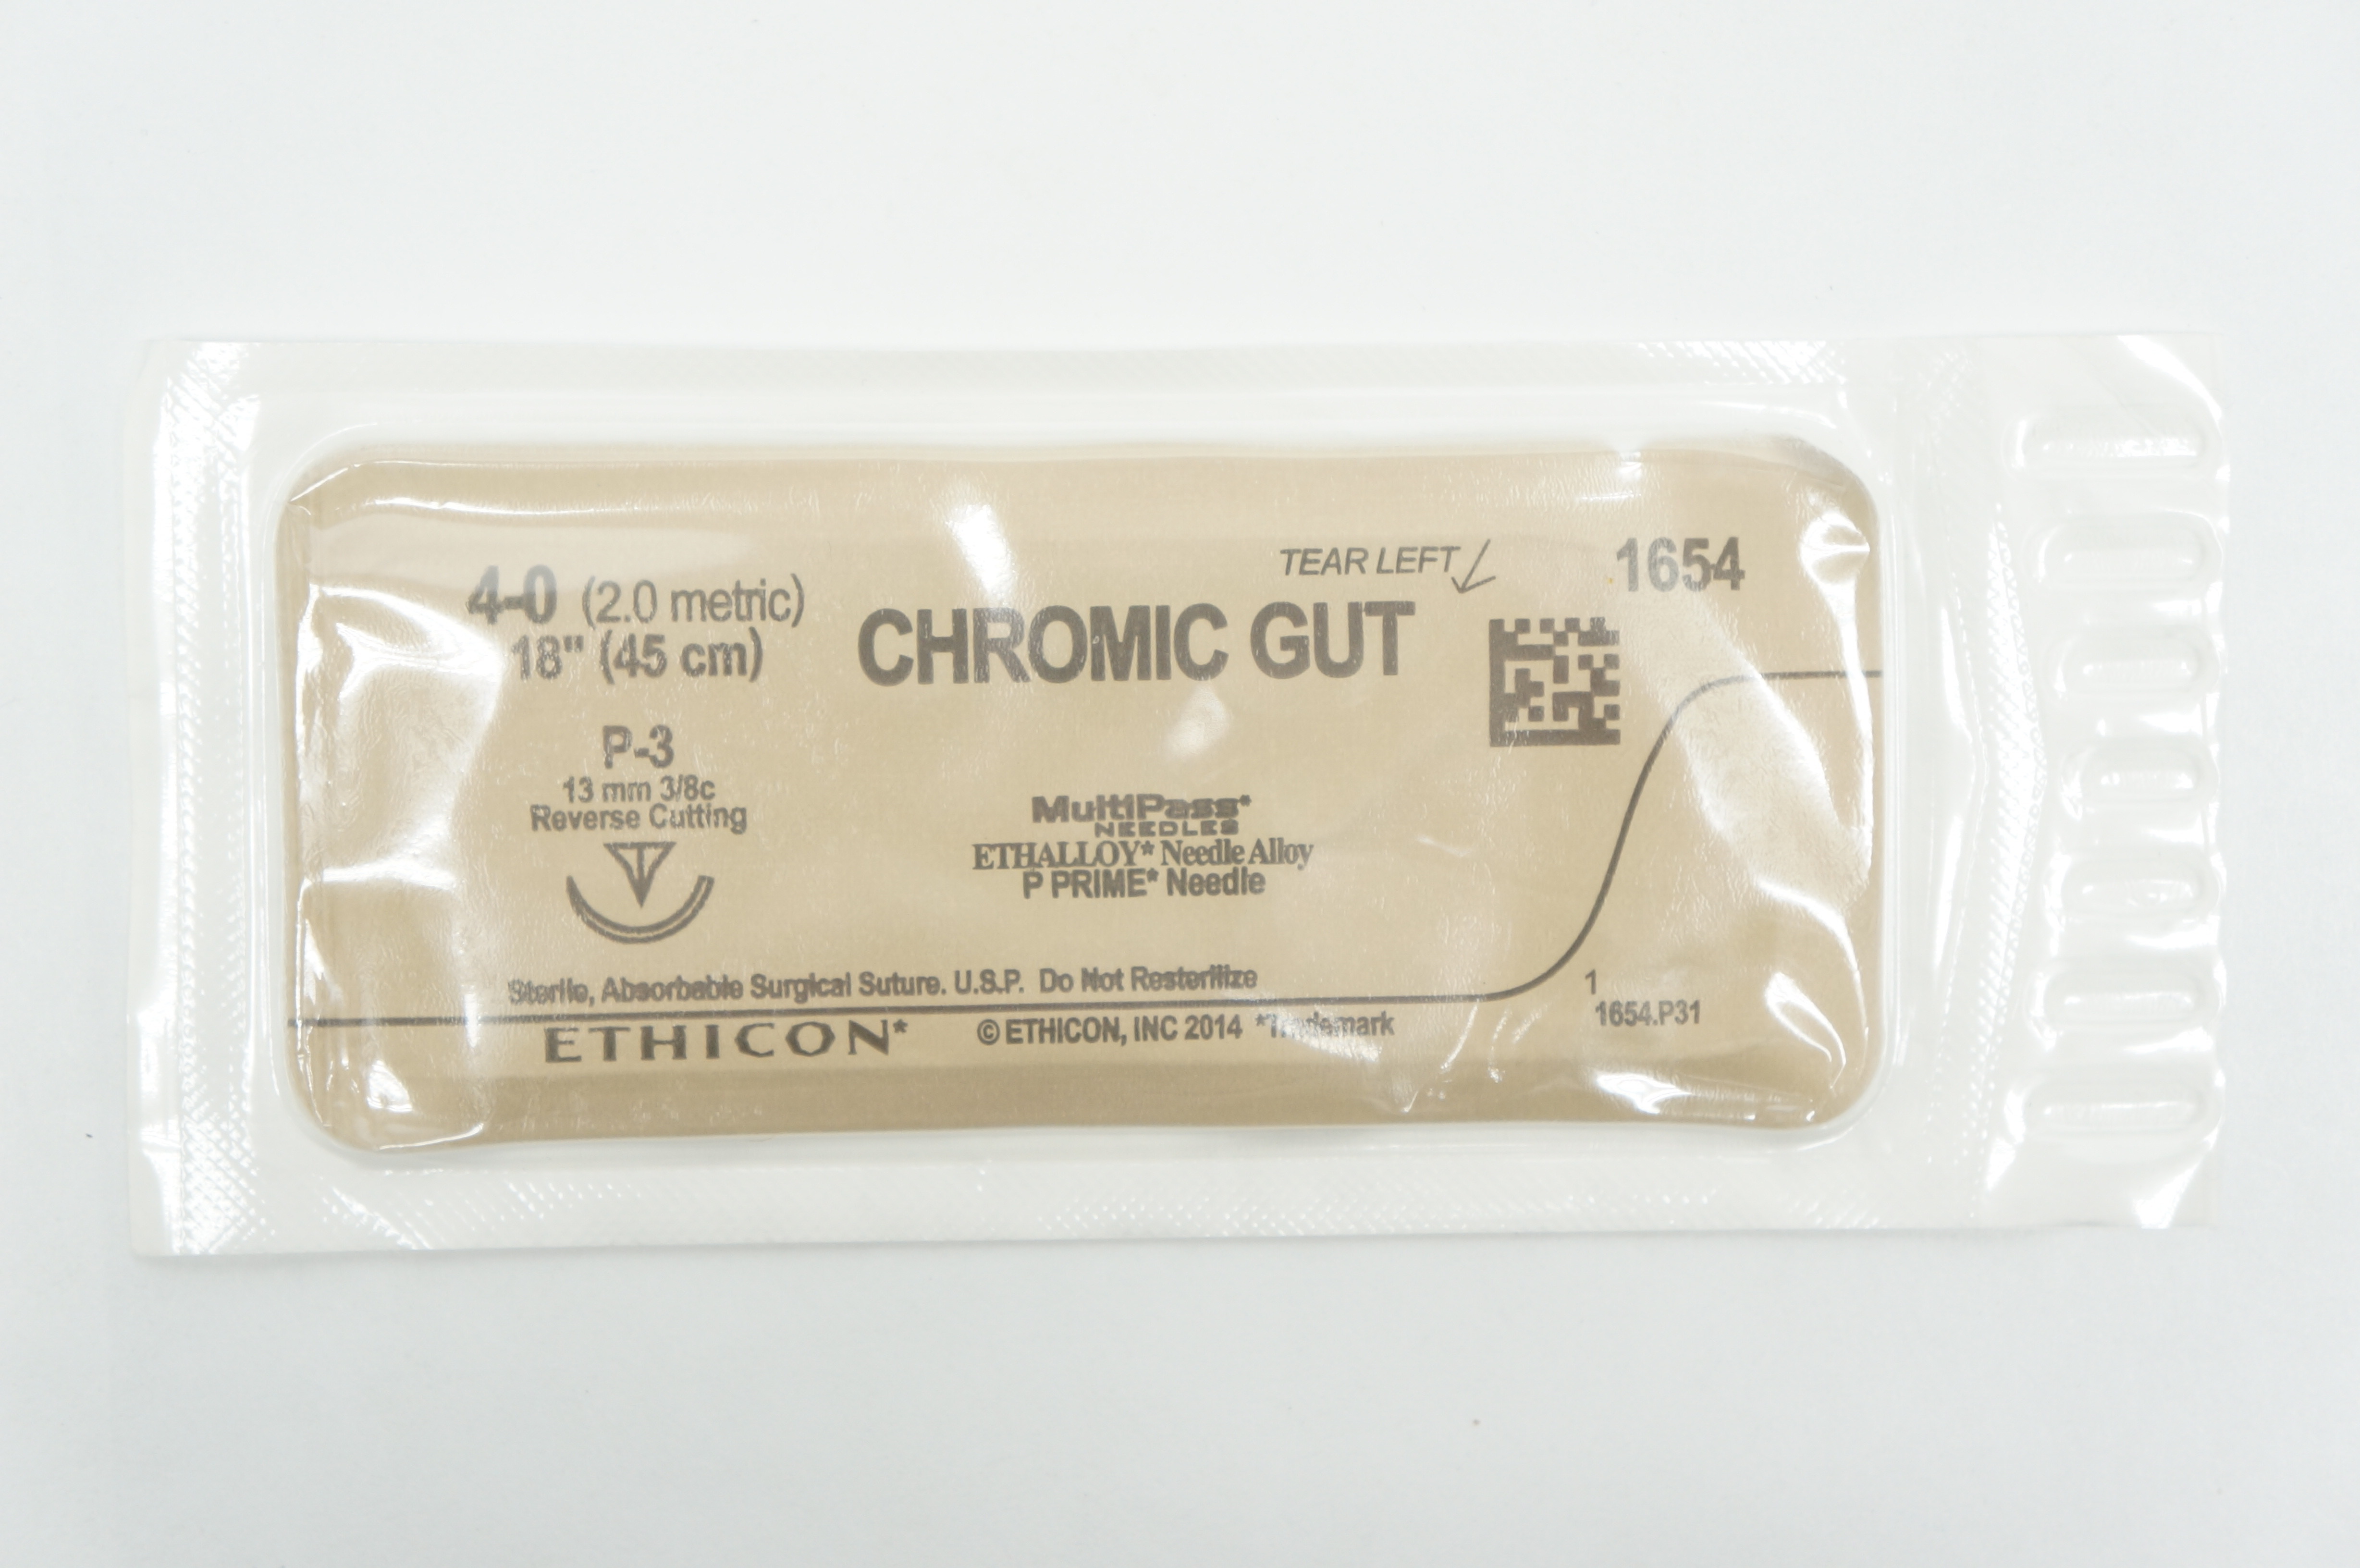 4-0 (2.0 metric)
18" (45 cm)
P-3
13 mm 3/8c
Reverse Cutting
TEAR LEFT
CHROMIC GUT
1654
MultiPass*
NEEDLES
ETHALLOY* Needle Alloy
P PRIME* Needle
Sterile, Absorbable Surgical Suture. U.S.P. Do Not Resterilize
ETHICON* © ETHICON, INC 2014 *Trademark
1
1654.P31